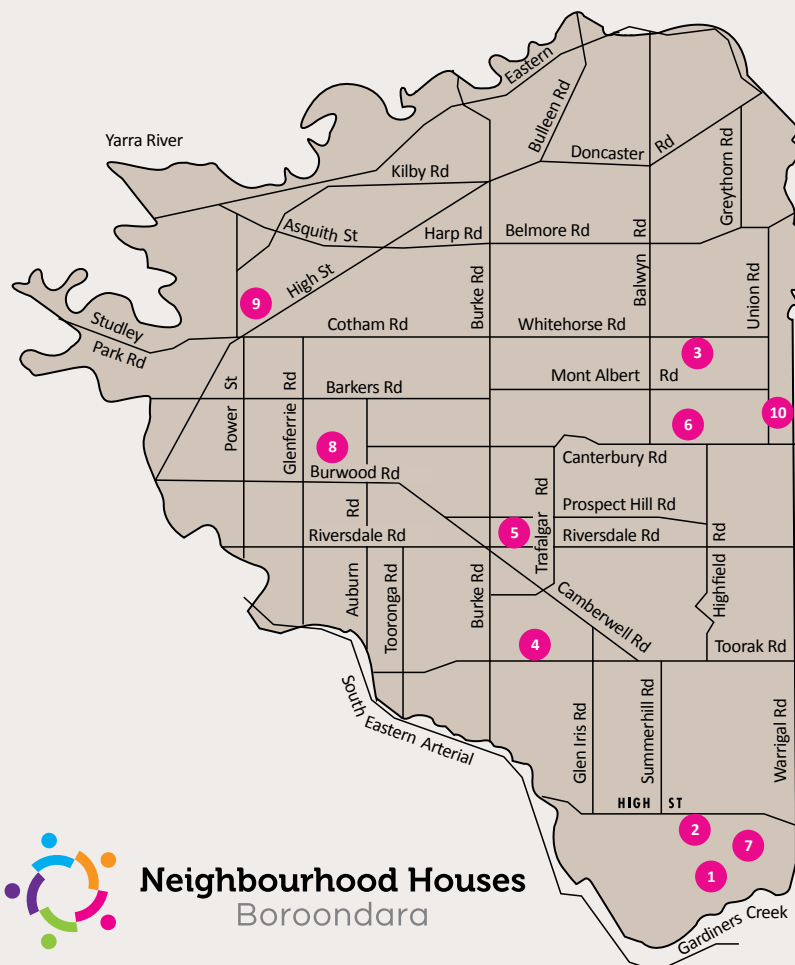 Eastern
Bulleen Rd
Yarra River
Doncaster Rd
Greythorn Rd
Kilby Rd
Asquith St
Harp Rd
Belmore Rd
Balwyn Rd
High St
Burke Rd
Union Rd
9
Studley
Park Rd
Cotham Rd
Whitehorse Rd
3
Mont Albert Rd
Power St
Glenferrie Rd
Barkers Rd
10
6
8
Canterbury Rd
Burwood Rd
Trafalgar Rd
Prospect Hill Rd
5
Auburn Rd
Riversdale Rd
Riversdale Rd
Highfield Rd
Tooronga Rd
Burke Rd
Camberwell Rd
4
Toorak Rd
South Eastern Arterial
Glen Iris Rd
Summerhill Rd
Warrigal Rd
HIGH ST
2
7
1
Neighbourhood Houses
Boroondara
Gardiners Creek